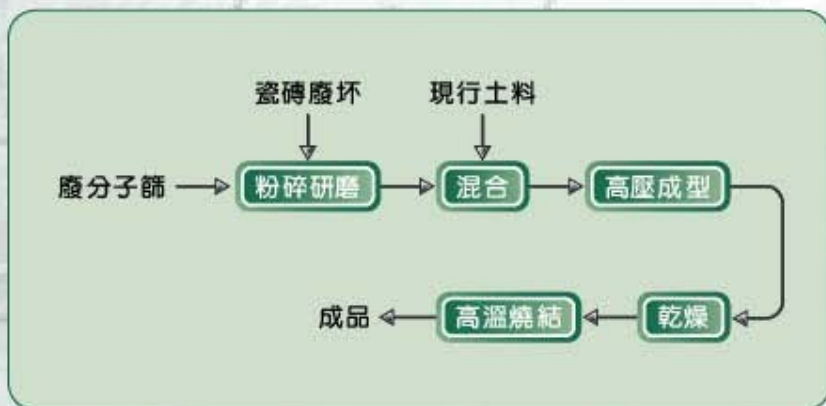 瓷磚廢坯 現行土料
廢分子篩 粉碎研磨 混合 高壓成型
成品 高溫燒結 乾燥